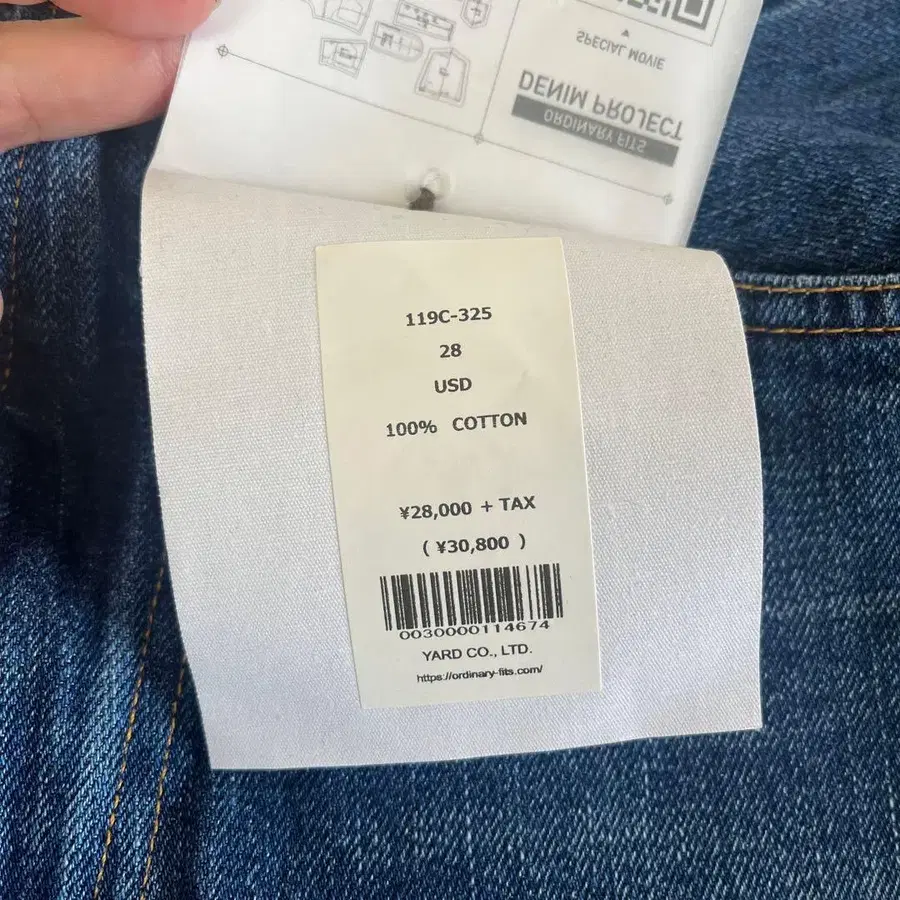 SPECIAL MOVIE
DENIM PROJECT
ORDINARY FITS
119C-325
28
USD
100% COTTON
¥28,000 + TAX
( ¥30,800 )
0030000114674
YARD CO., LTD.
https://ordinary-fits.com/